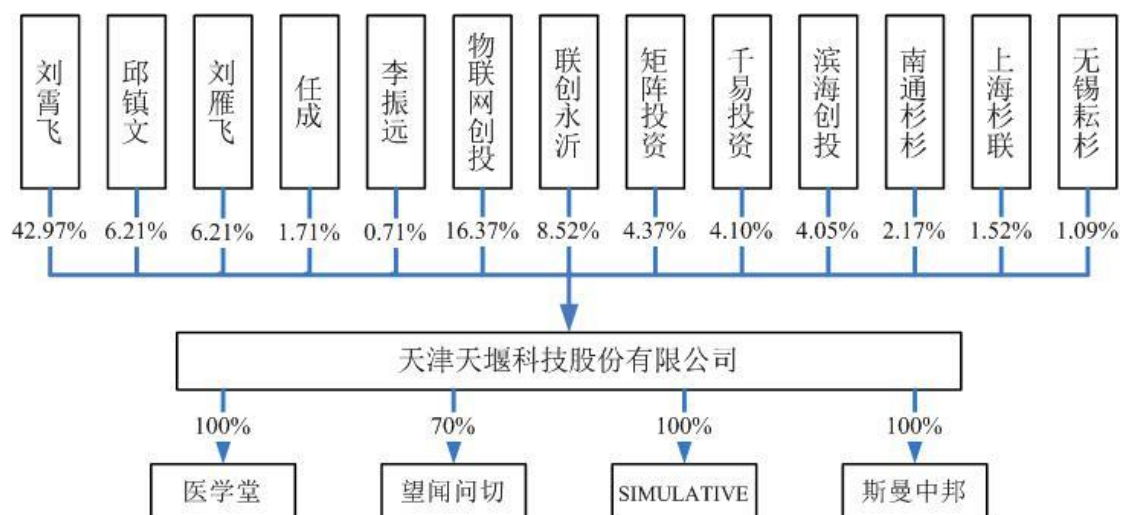 刘霄飞
邱镇文
刘雁飞
任成
李振远
物联网创投
联创永沂
矩阵投资
千易投资
滨海创投
南通杉杉
上海杉联
无锡耘杉
42.97% 6.21% 6.21% 1.71% 0.71% 16.37% 8.52% 4.37% 4.10% 4.05% 2.17% 1.52% 1.09%
天津天堰科技股份有限公司
100% 70% 100% 100%
医学堂 望闻问切 SIMULATIVE 斯曼中邦